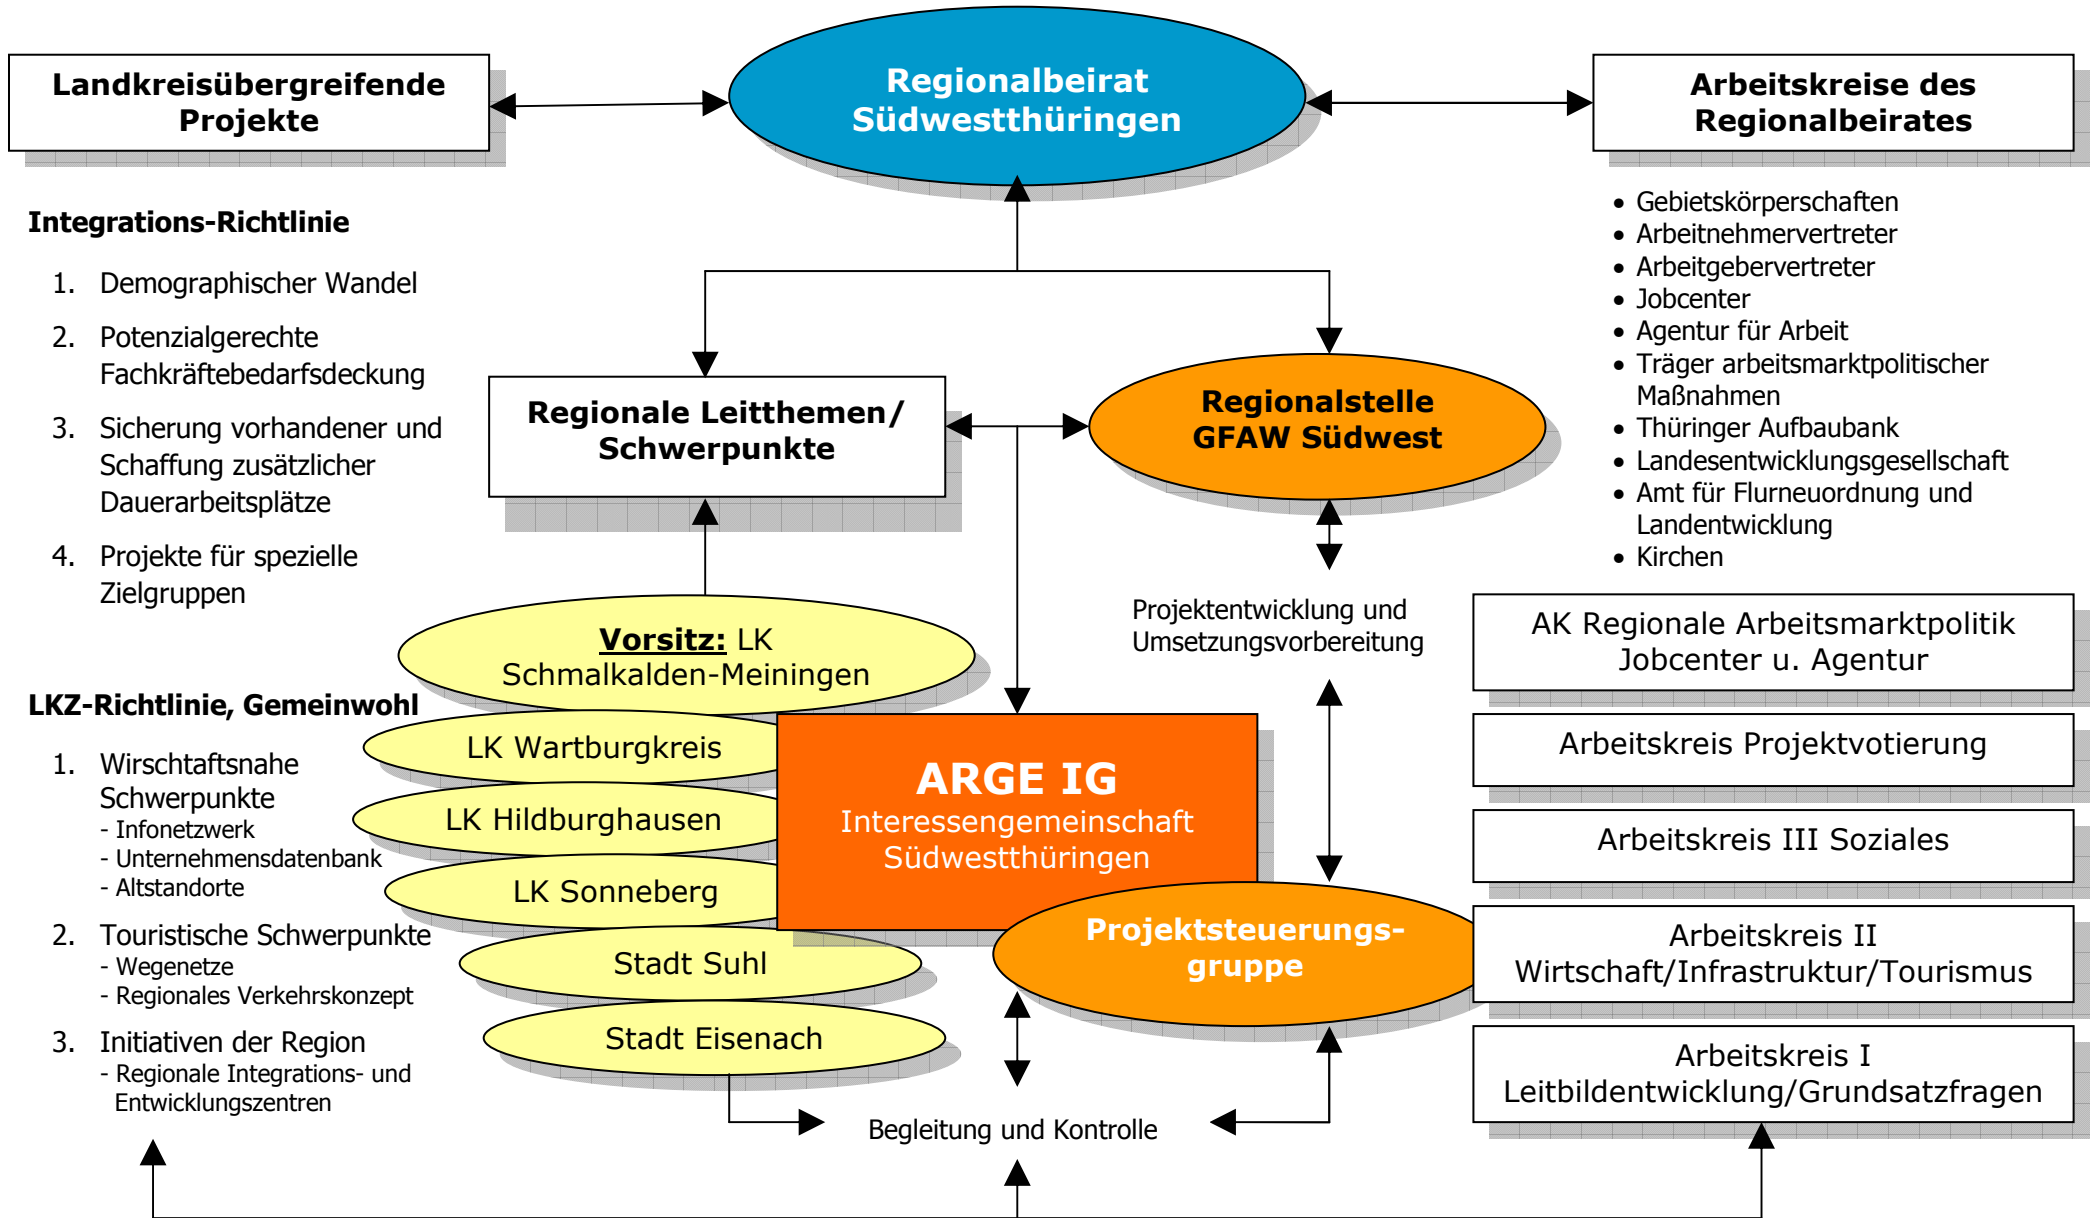 Landkreisübergreifende
Projekte
Regionalbeirat
Südwestthüringen
Arbeitskreise des
Regionalbeirates
Integrations-Richtlinie
1. Demographischer Wandel
2. Potenzialgerechte
Fachkräftebedarfsdeckung
3. Sicherung vorhandener und
Schaffung zusätzlicher
Dauerarbeitsplätze
4. Projekte für spezielle
Zielgruppen
LKZ-Richtlinie, Gemeinwohl
1. Wirschtaftsnahe
Schwerpunkte
- Infonetzwerk
- Unternehmensdatenbank
- Altstandorte
2. Touristische Schwerpunkte
- Wegenetze
- Regionales Verkehrskonzept
3. Initiativen der Region
- Regionale Integrations- und
Entwicklungszentren
Regionale Leitthemen/
Schwerpunkte
Regionalstelle
GFAW Südwest
Vorsitz: LK
Schmalkalden-Meiningen
LK Wartburgkreis
LK Hildburghausen
LK Sonneberg
Stadt Suhl
Stadt Eisenach
ARGE IG
Interessengemeinschaft
Südwestthüringen
Projektentwicklung und
Umsetzungsvorbereitung
Projektsteuerungs-
gruppe
Begleitung und Kontrolle
• Gebietskörperschaften
• Arbeitnehmervertreter
• Arbeitgebervertreter
• Jobcenter
• Agentur für Arbeit
• Träger arbeitsmarktpolitischer
Maßnahmen
• Thüringer Aufbaubank
• Landesentwicklungsgesellschaft
• Amt für Flurneuordnung und
Landentwicklung
• Kirchen
AK Regionale Arbeitsmarktpolitik
Jobcenter u. Agentur
Arbeitskreis Projektvotierung
Arbeitskreis III Soziales
Arbeitskreis II
Wirtschaft/Infrastruktur/Tourismus
Arbeitskreis I
Leitbildentwicklung/Grundsatzfragen